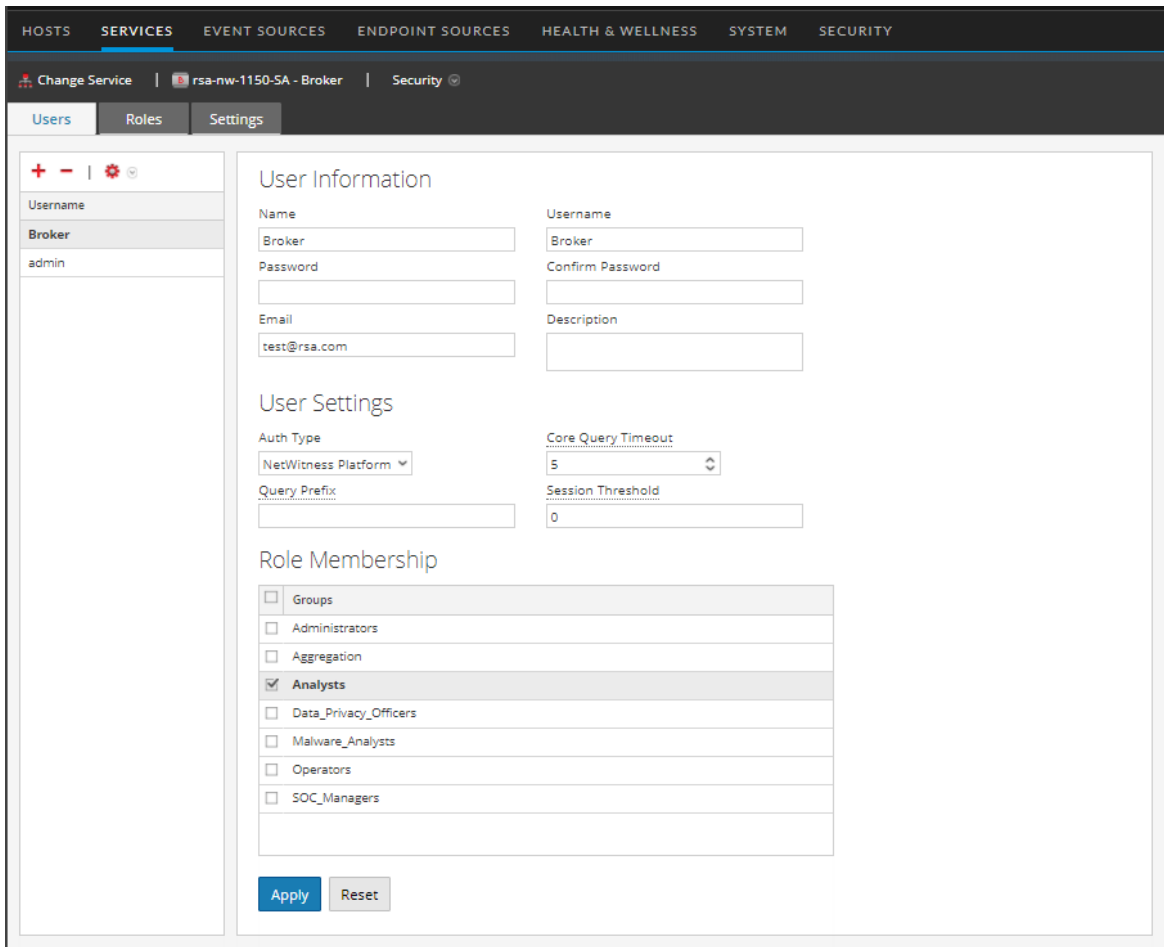 HOSTS SERVICES EVENT SOURCES ENDPOINT SOURCES HEALTH & WELLNESS SYSTEM SECURITY
Change Service | rsa-nw-1150-SA - Broker | Security
Users Roles Settings
Username
Broker
admin
User Information
Name Username
Broker Broker
Password Confirm Password
Email Description
test@rsa.com
User Settings
Auth Type Core Query Timeout
NetWitness Platform 5
Query Prefix Session Threshold
0
Role Membership
Groups
Administrators
Aggregation
Analysts
Data_Privacy_Officers
Malware_Analysts
Operators
SOC_Managers
Apply Reset